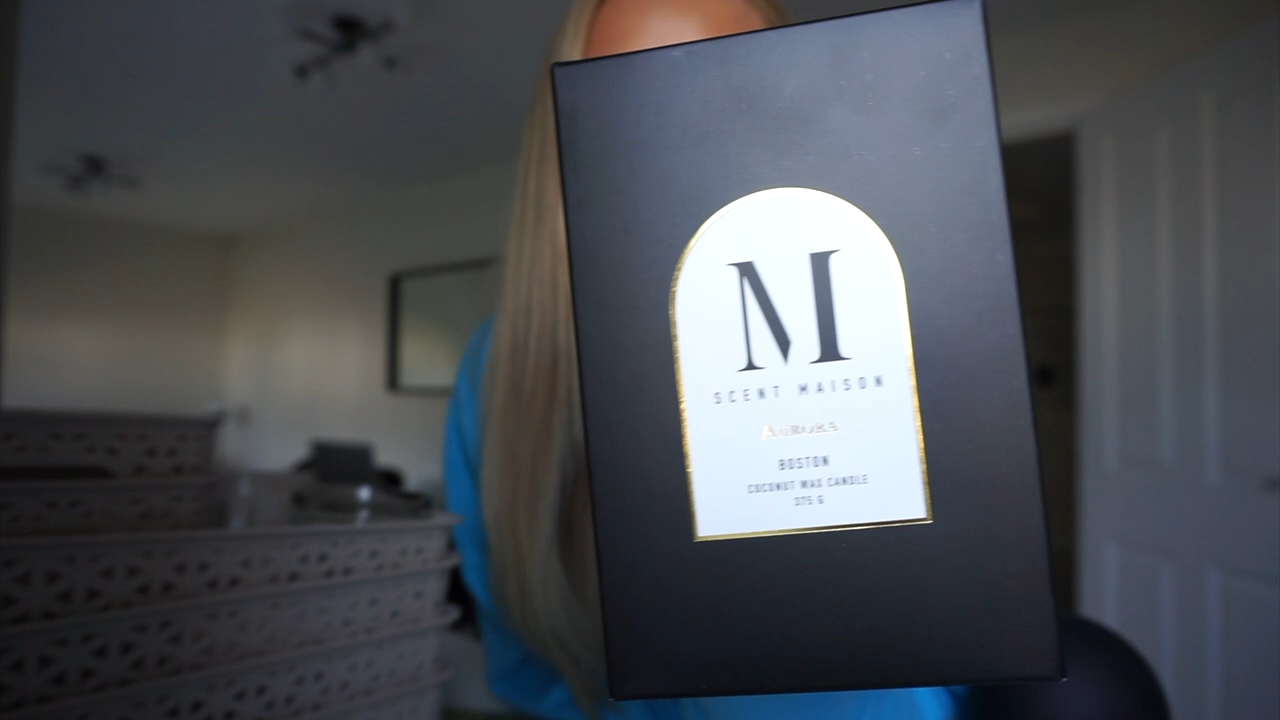 M
SCENT MAISON
AURORA
BOSTON
COCONUT WAX CANDLE
375 G